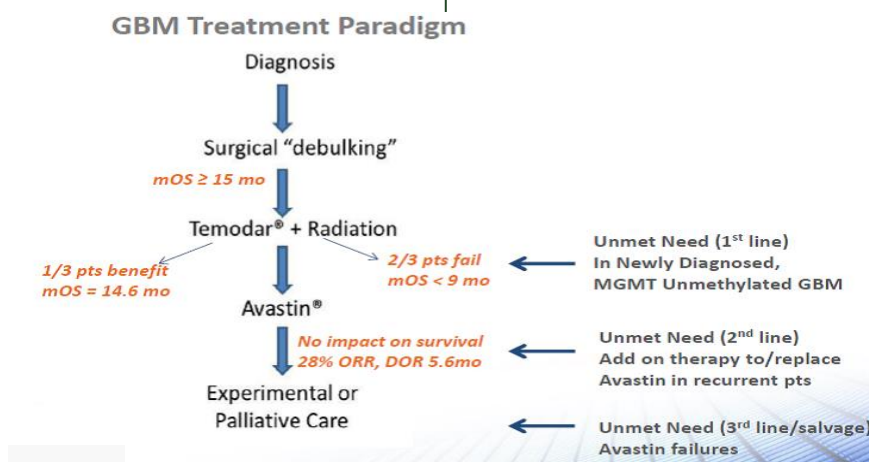 GBM Treatment Paradigm
Diagnosis
Surgical “debulking”
mOS ≥ 15 mo
Temodar® + Radiation
1/3 pts benefit
mOS = 14.6 mo
2/3 pts fail
mOS < 9 mo
Unmet Need (1st line)
In Newly Diagnosed,
MGMT Unmethylated GBM
Avastin®
No impact on survival
28% ORR, DOR 5.6mo
Unmet Need (2nd line)
Add on therapy to/replace
Avastin in recurrent pts
Experimental or
Palliative Care
Unmet Need (3rd line/salvage)
Avastin failures